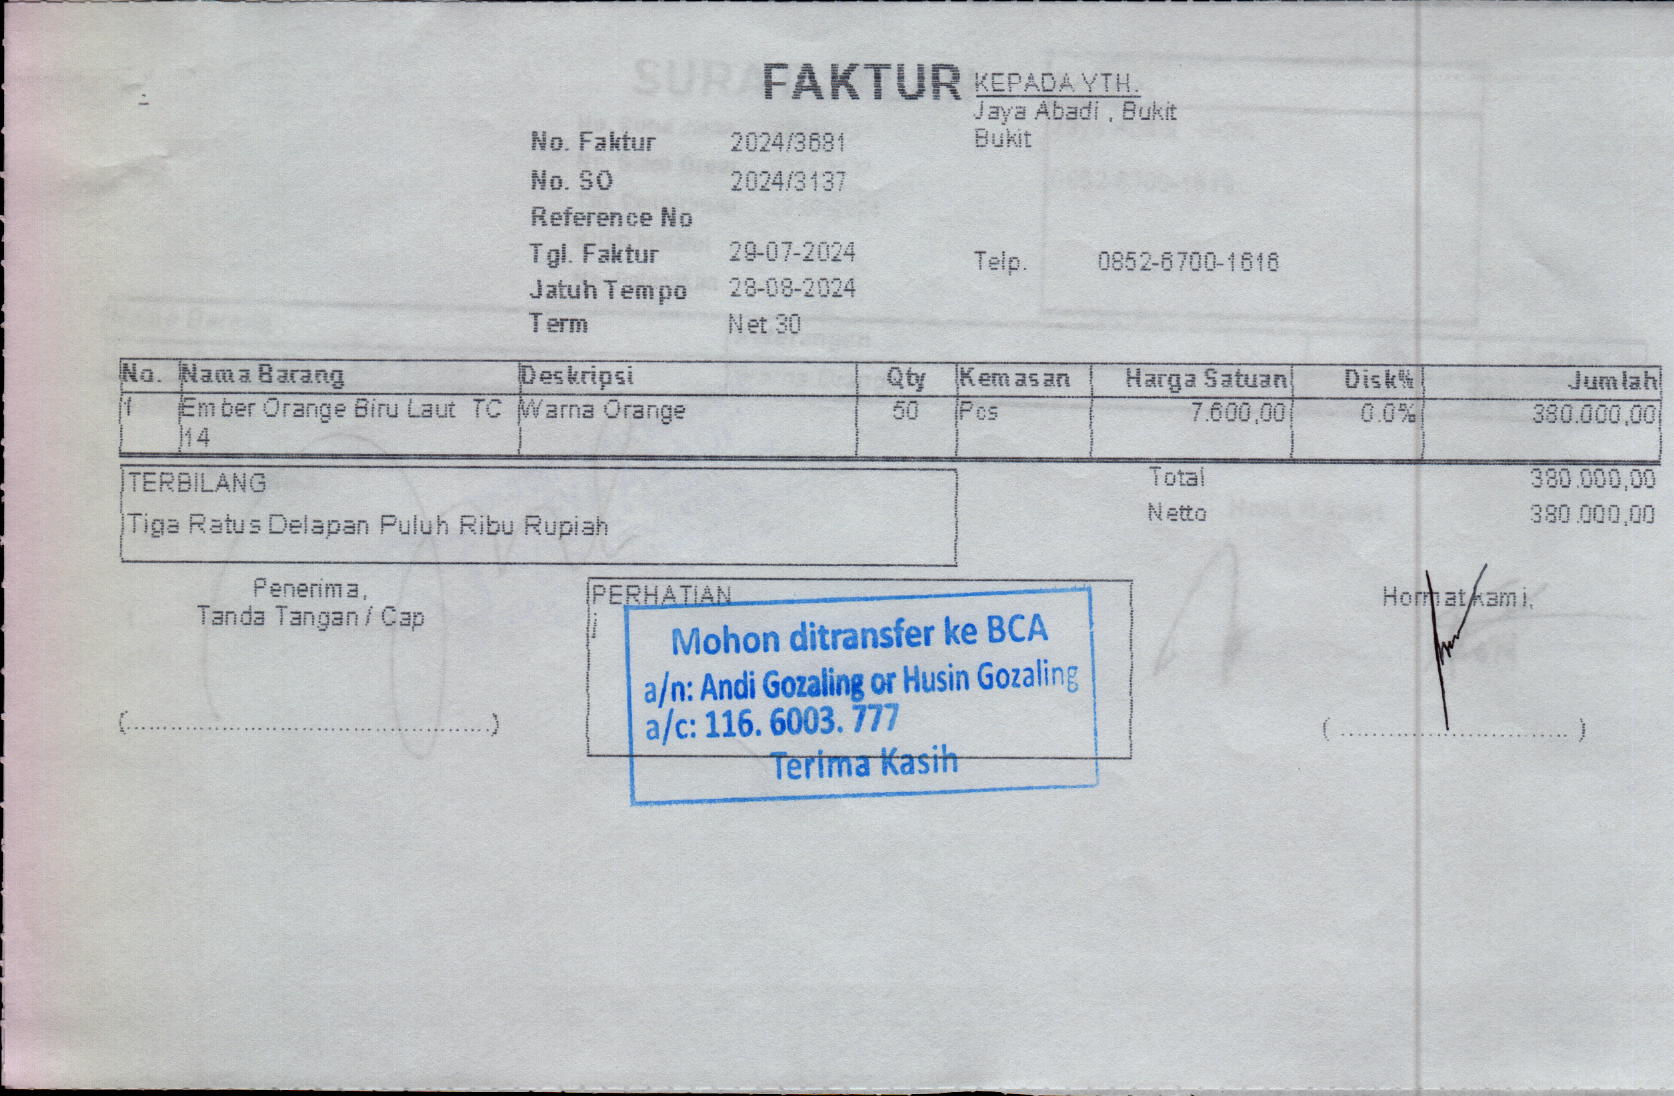 FAKTUR
KEPADA YTH.
Jaya Abadi , Bukit
Bukit
No. Faktur 2024/3681
No. SO 2024/3137
Reference No
Tgl. Faktur 29-07-2024
Telp. 0852-6700-1616
Jatuh Tempo 28-08-2024
Term Net 30
No. Nama Barang Deskripsi Qty Kemasan Harga Satuan Disk% Jumlah
1 Ember Orange Biru Laut TC Warna Orange 50 Pcs 7.600,00 0.0% 380.000,00
14
TERBILANG
Total 380.000,00
Tiga Ratus Delapan Puluh Ribu Rupiah
Netto 380.000,00
Penerima,
Tanda Tangan / Cap
PERHATIAN
Hormat Kami,
Mohon ditransfer ke BCA
a/n: Andi Gozaling or Husin Gozaling
a/c: 116. 6003. 777
Terima Kasih